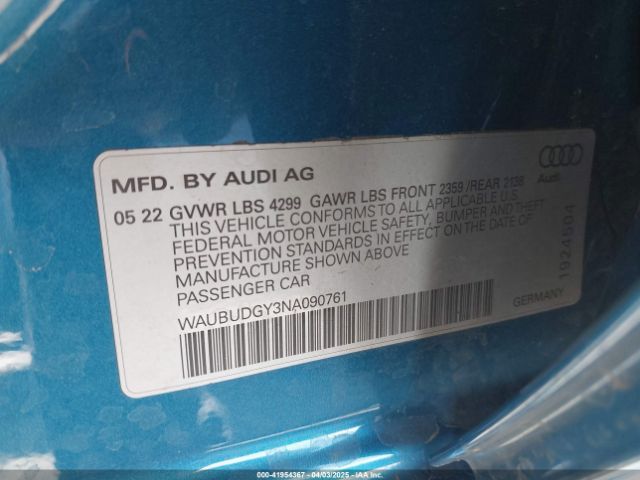 MFD. BY AUDI AG
Audi
05 22 GVWR LBS 4299 GAWR LBS FRONT 2359 /REAR 2138
THIS VEHICLE CONFORMS TO ALL APPLICABLE U.S.
FEDERAL MOTOR VEHICLE SAFETY, BUMPER AND THEFT
PREVENTION STANDARDS IN EFFECT ON THE DATE OF
MANUFACTURE SHOWN ABOVE
PASSENGER CAR
WAUBUDGY3NA090761
GERMANY
1924504
© IAA 41954367 - 04/03/2025 - IAAI.COM